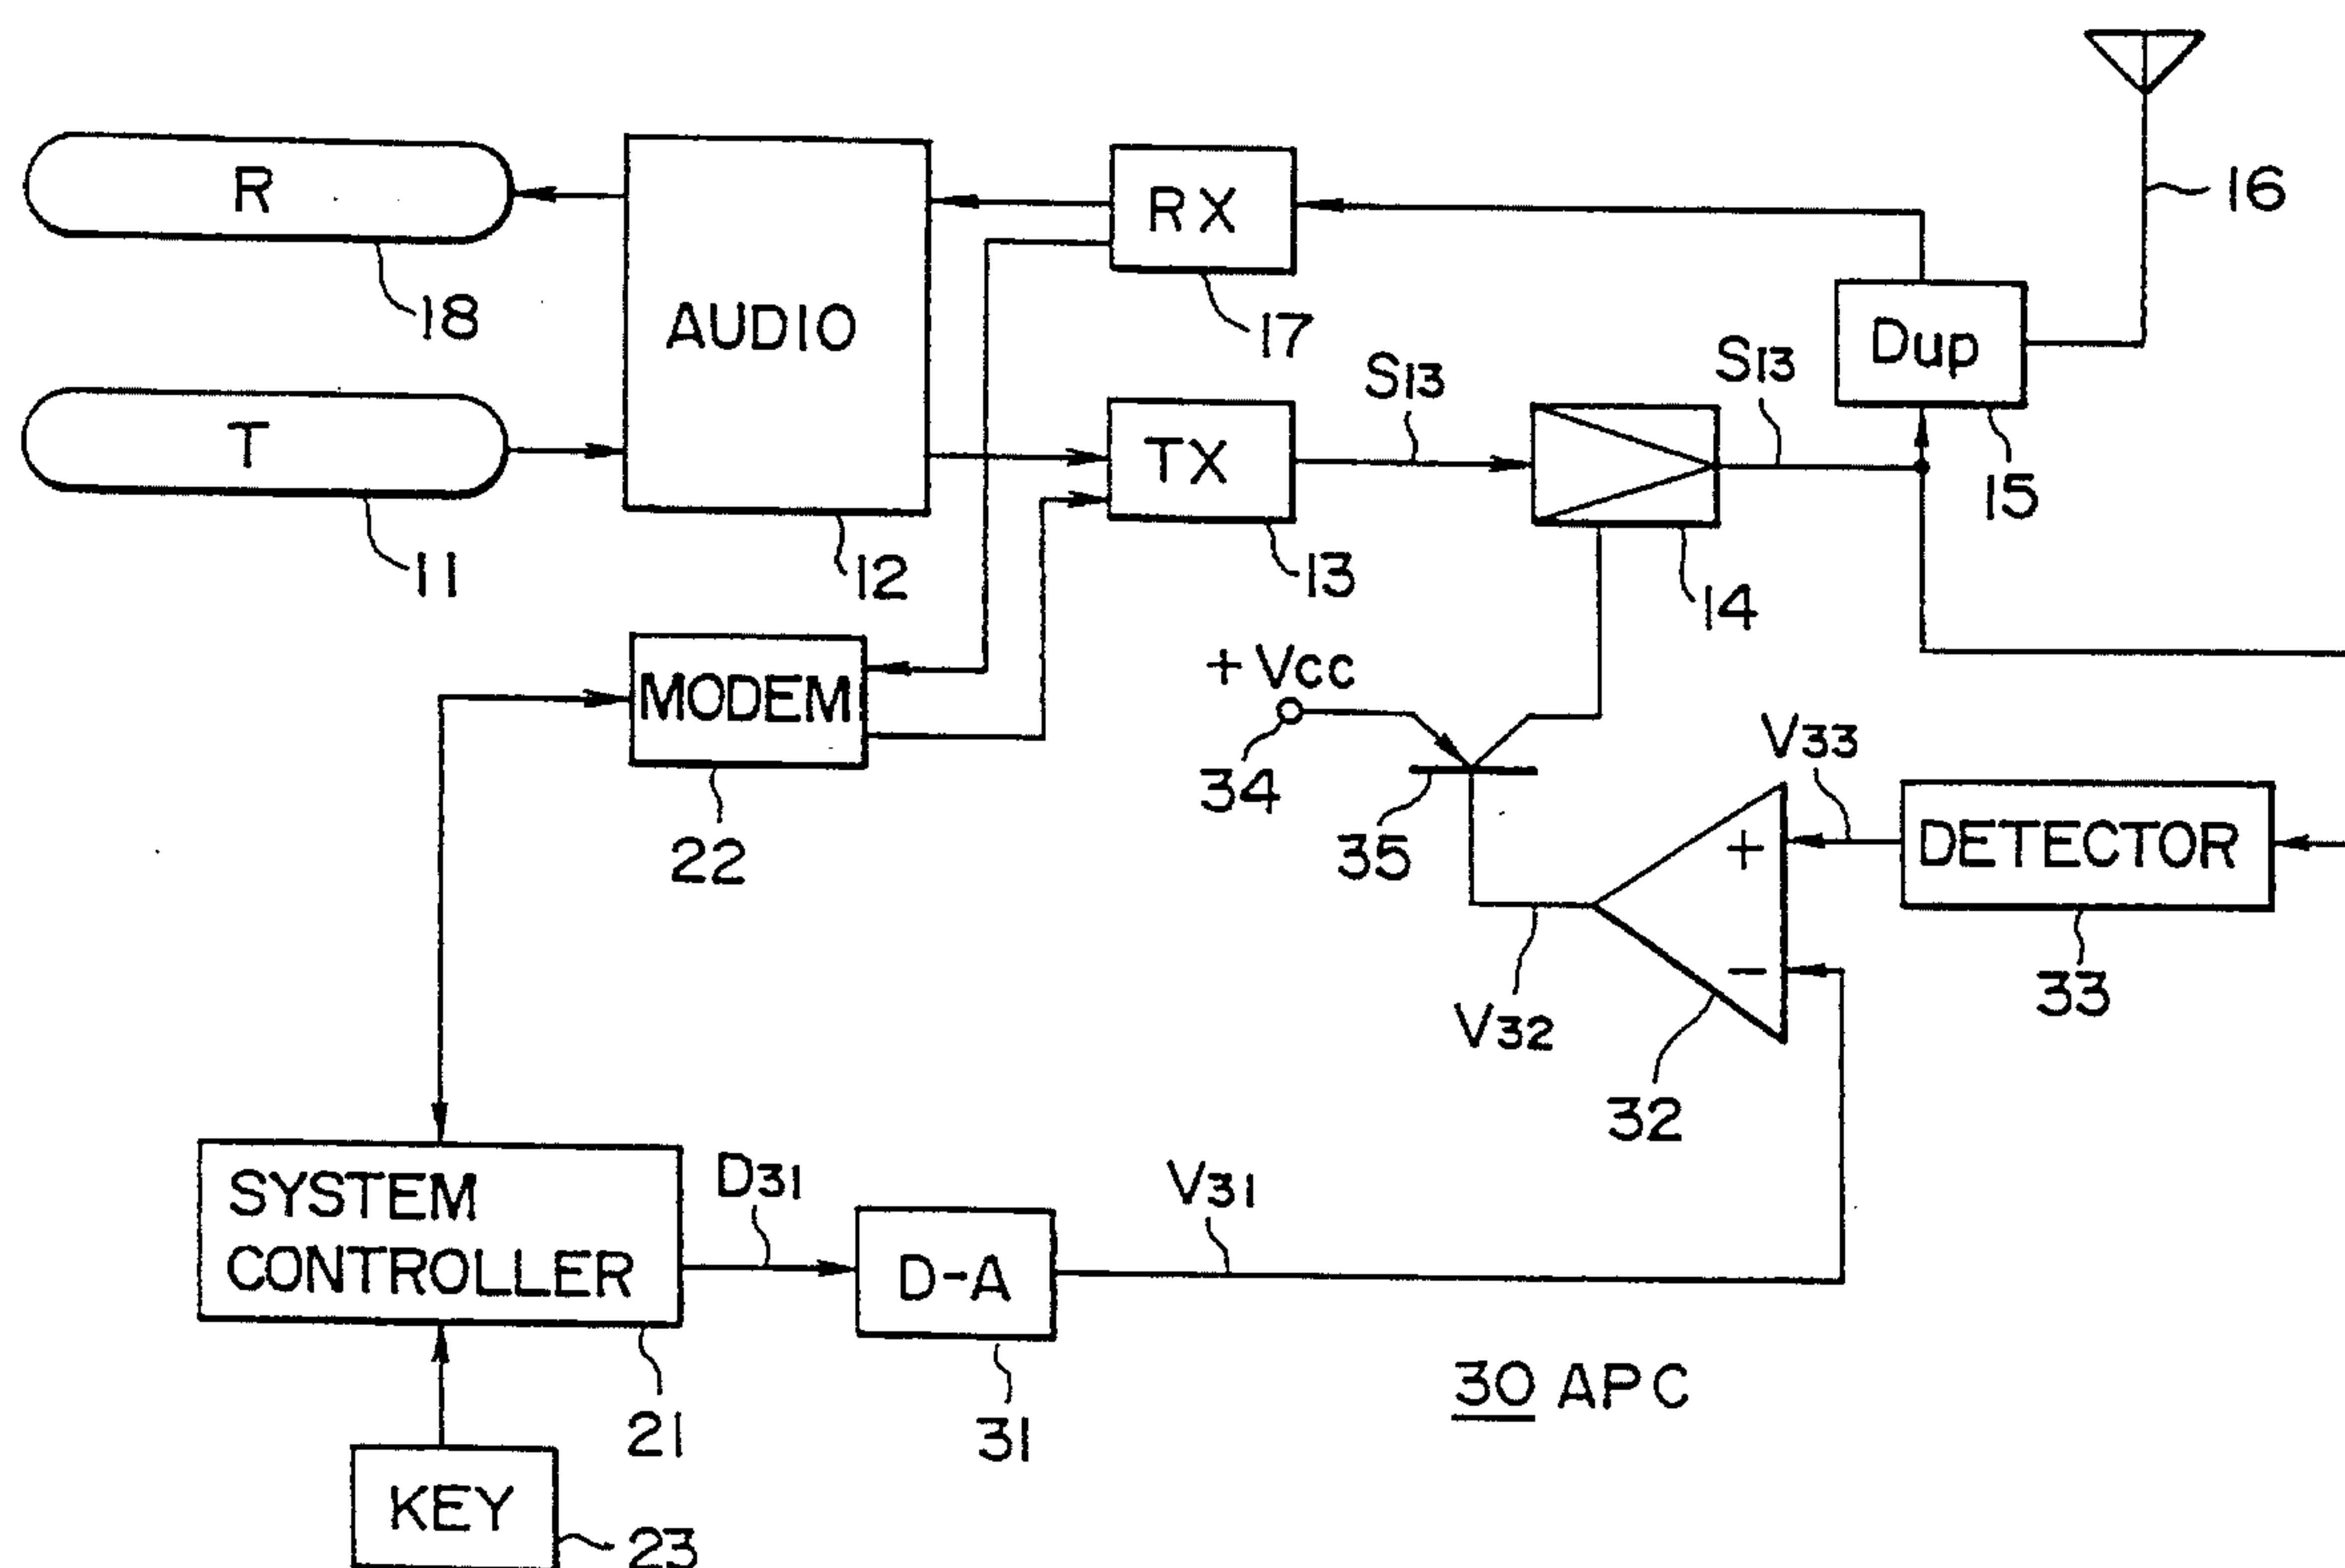 16
R
RX
18
AUDIO
17
Dup
S13
S13
T
TX
15
11
12
13
14
MODEM
+Vcc
34
V33
22
35
+
DETECTOR
−
33
V32
32
SYSTEM
CONTROLLER
D31
V31
D-A
21
31
30 APC
KEY
23